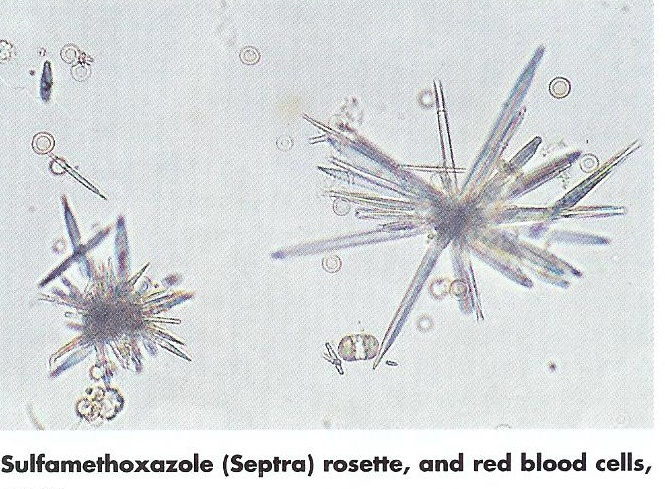 Sulfamethoxazole (Septra) rosette, and red blood cells,